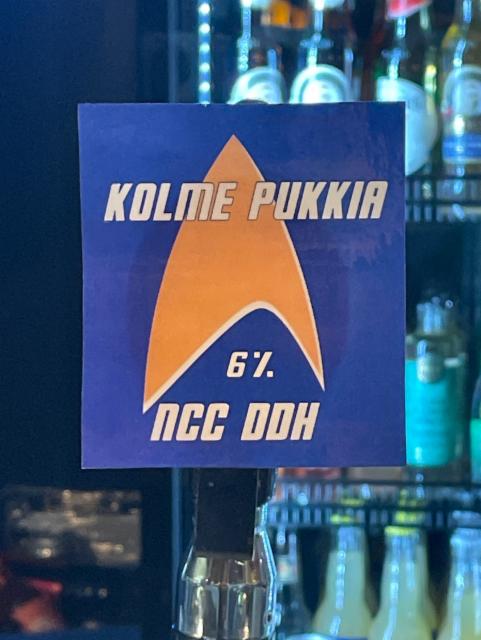 KOLME PUKKIA
6%
NCC DDH